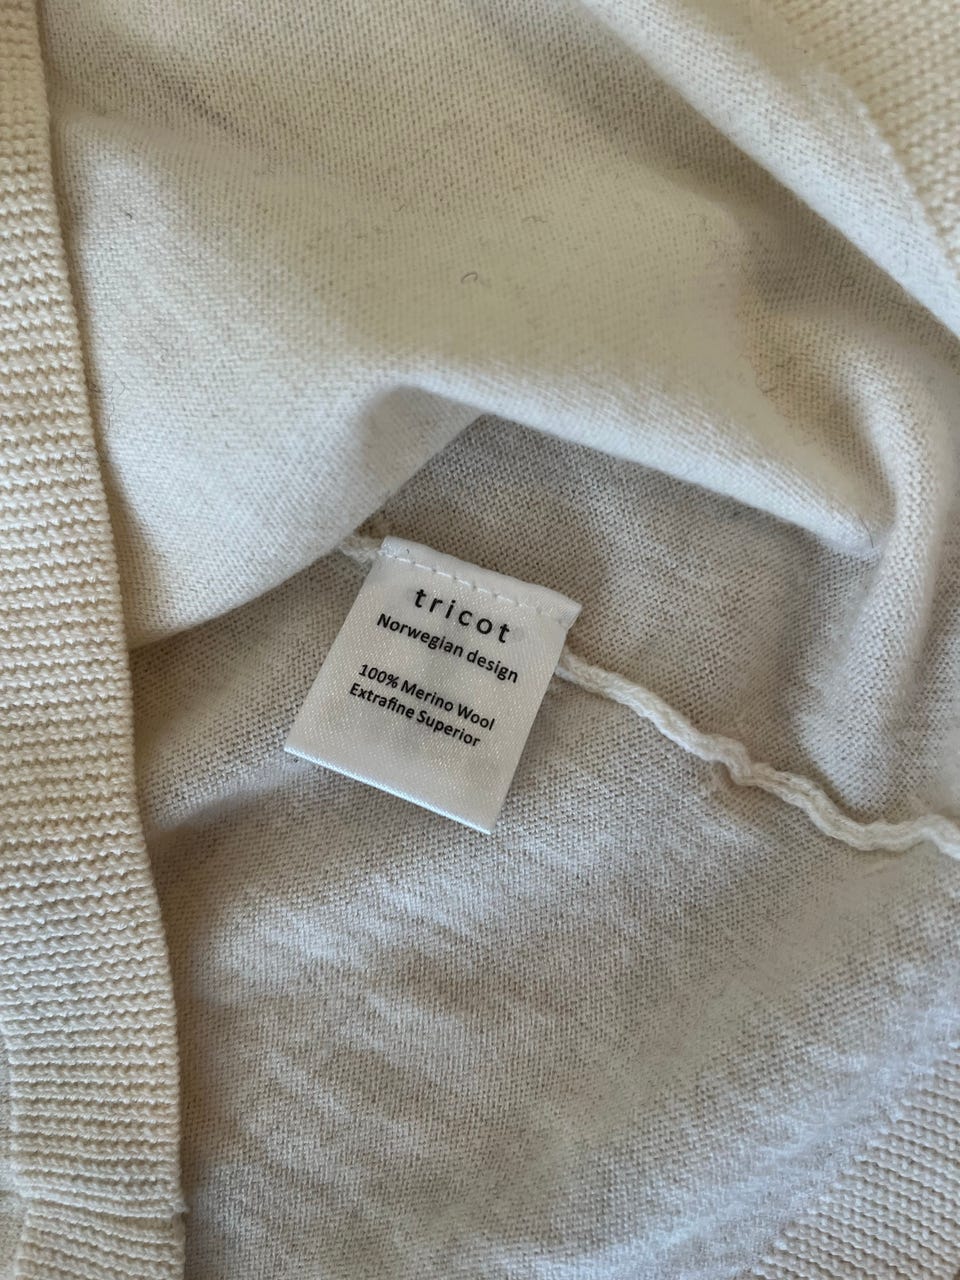 tricot
Norwegian design
100% Merino Wool
Extrafine Superior